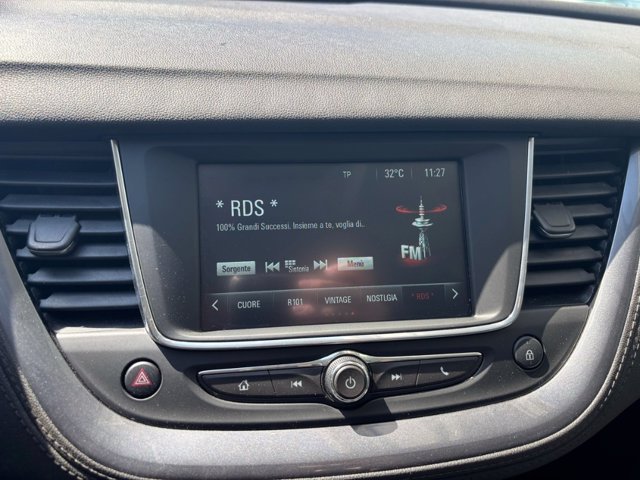 TP 32°C 11:27
* RDS *
100% Grandi Successi. Insieme a te, voglia di..
FM
Sorgente Sintonia Menù
CUORE R101 VINTAGE NOSTLGIA * RDS *